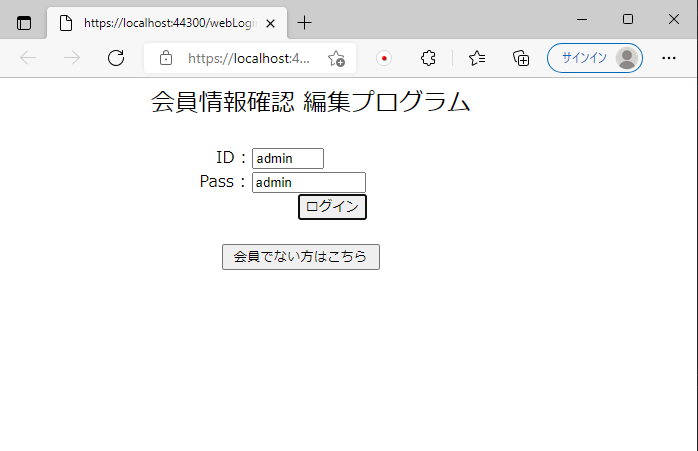 https://localhost:44300/webLogin
https://localhost:4...
サインイン
会員情報確認 編集プログラム
ID : admin
Pass : admin
ログイン
会員でない方はこちら